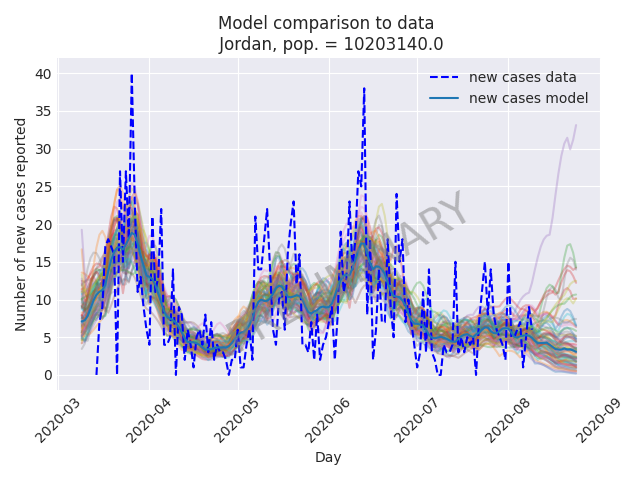 Model comparison to data
Jordan, pop. = 10203140.0
new cases data
new cases model
Number of new cases reported
40
35
30
25
20
15
10
5
0
2020-03
2020-04
2020-05
2020-06
2020-07
2020-08
2020-09
Day